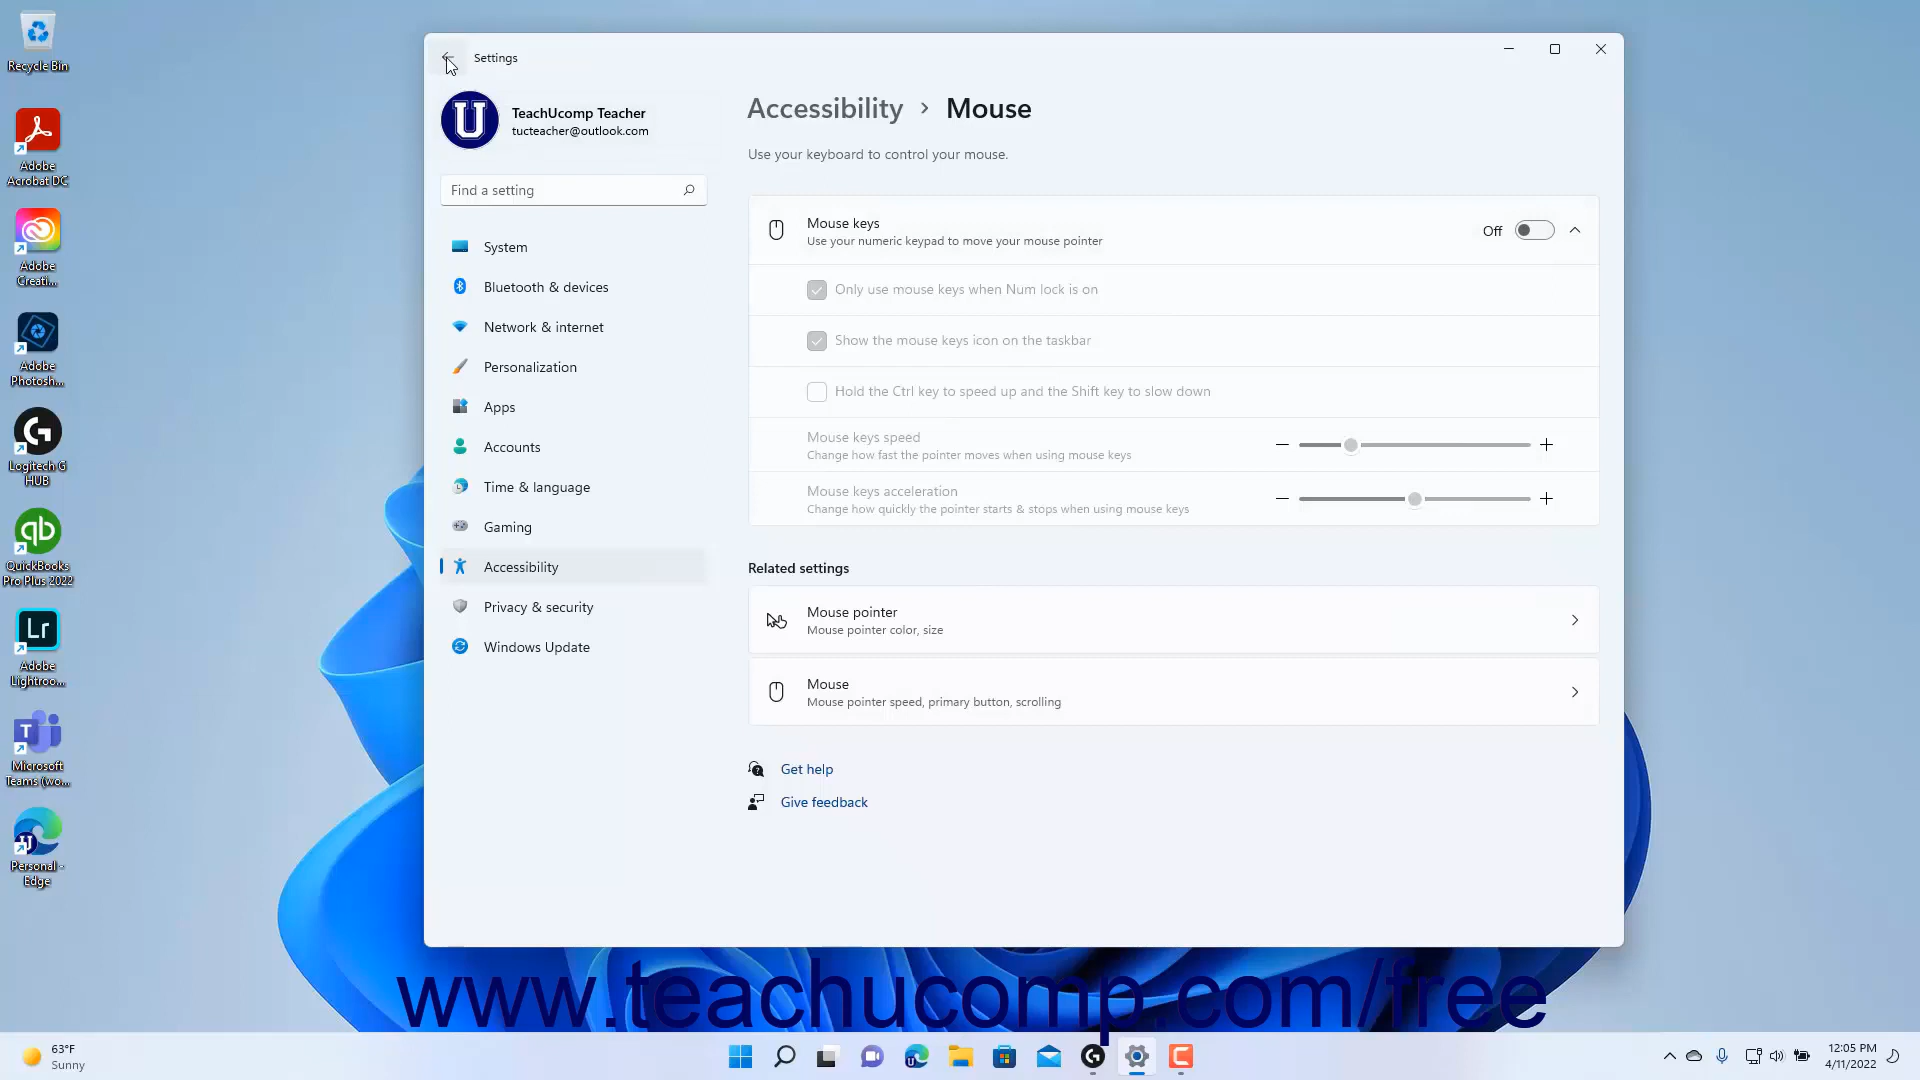 Recycle Bin
Adobe
Acrobat DC
Adobe
Creati...
Adobe
Photosh...
Logitech G
HUB
QuickBooks
Pro Plus 2022
Lr
Adobe
Lightroo...
Microsoft
Teams (wo...
Personal -
Edge
Settings
TeachUcomp Teacher
tucteacher@outlook.com
Find a setting
System
Bluetooth & devices
Network & internet
Personalization
Apps
Accounts
Time & language
Gaming
Accessibility
Privacy & security
Windows Update
Accessibility > Mouse
Use your keyboard to control your mouse.
Mouse keys
Use your numeric keypad to move your mouse pointer
Off
Only use mouse keys when Num lock is on
Show the mouse keys icon on the taskbar
Hold the Ctrl key to speed up and the Shift key to slow down
Mouse keys speed
Change how fast the pointer moves when using mouse keys
Mouse keys acceleration
Change how quickly the pointer starts & stops when using mouse keys
Related settings
Mouse pointer
Mouse pointer color, size
Mouse
Mouse pointer speed, primary button, scrolling
Get help
Give feedback
www.teachucomp.com/free
63°F
Sunny
12:05 PM
4/11/2022